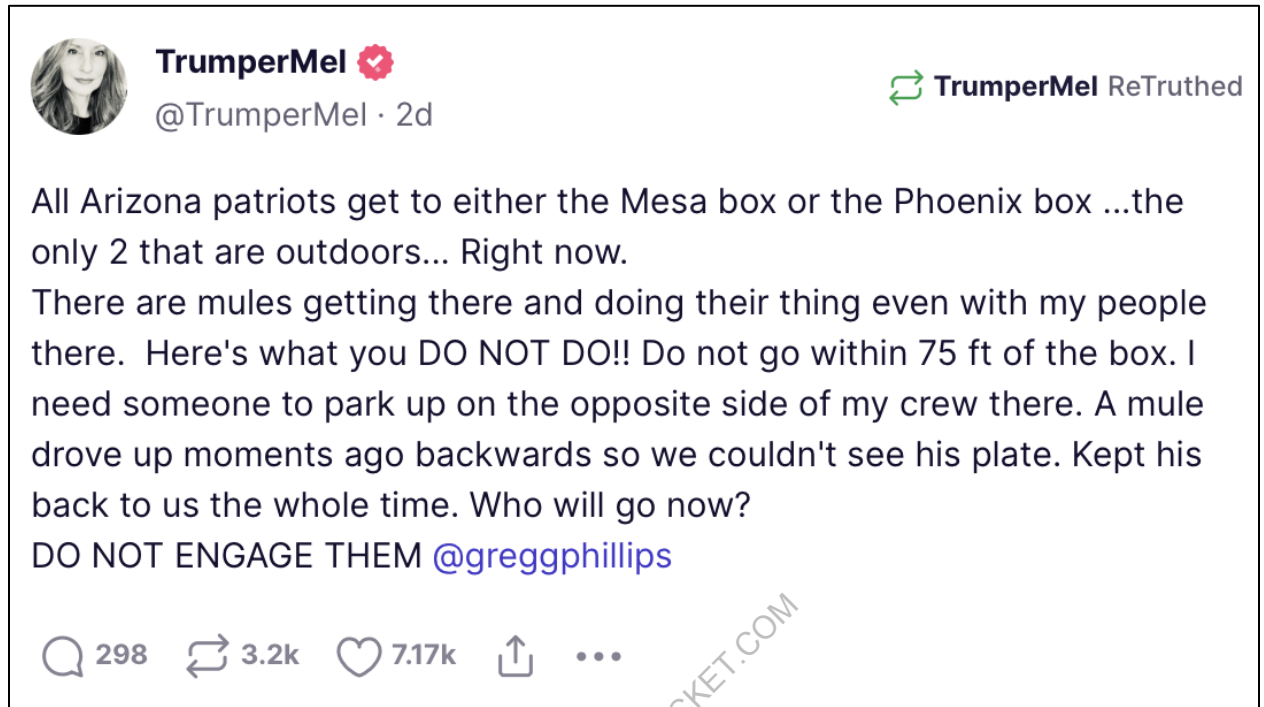 TrumperMel
@TrumperMel · 2d
TrumperMel ReTruthed
All Arizona patriots get to either the Mesa box or the Phoenix box ...the
only 2 that are outdoors... Right now.
There are mules getting there and doing their thing even with my people
there.  Here's what you DO NOT DO!! Do not go within 75 ft of the box. I
need someone to park up on the opposite side of my crew there. A mule
drove up moments ago backwards so we couldn't see his plate. Kept his
back to us the whole time. Who will go now?
DO NOT ENGAGE THEM @greggphillips
298 3.2k 7.17k
CKET.COM